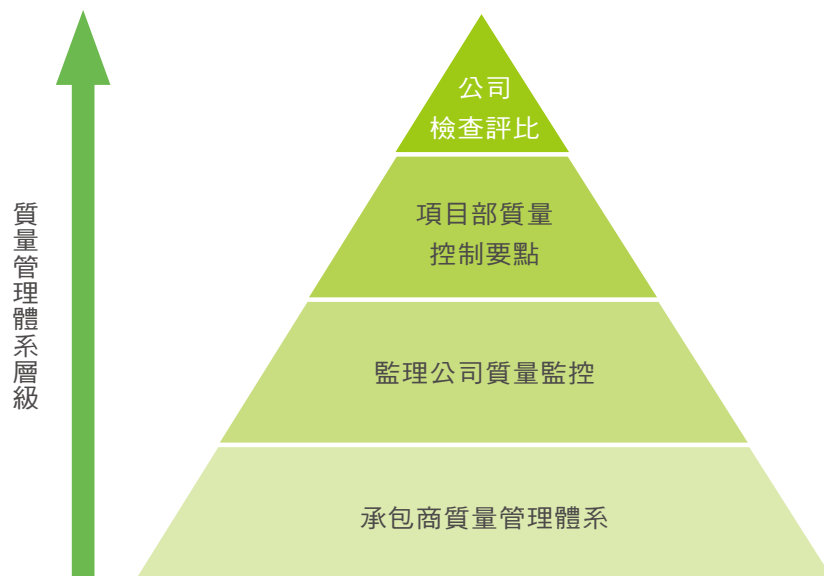 質量管理體系層級
公司
檢查評比
項目部質量
控制要點
監理公司質量監控
承包商質量管理體系